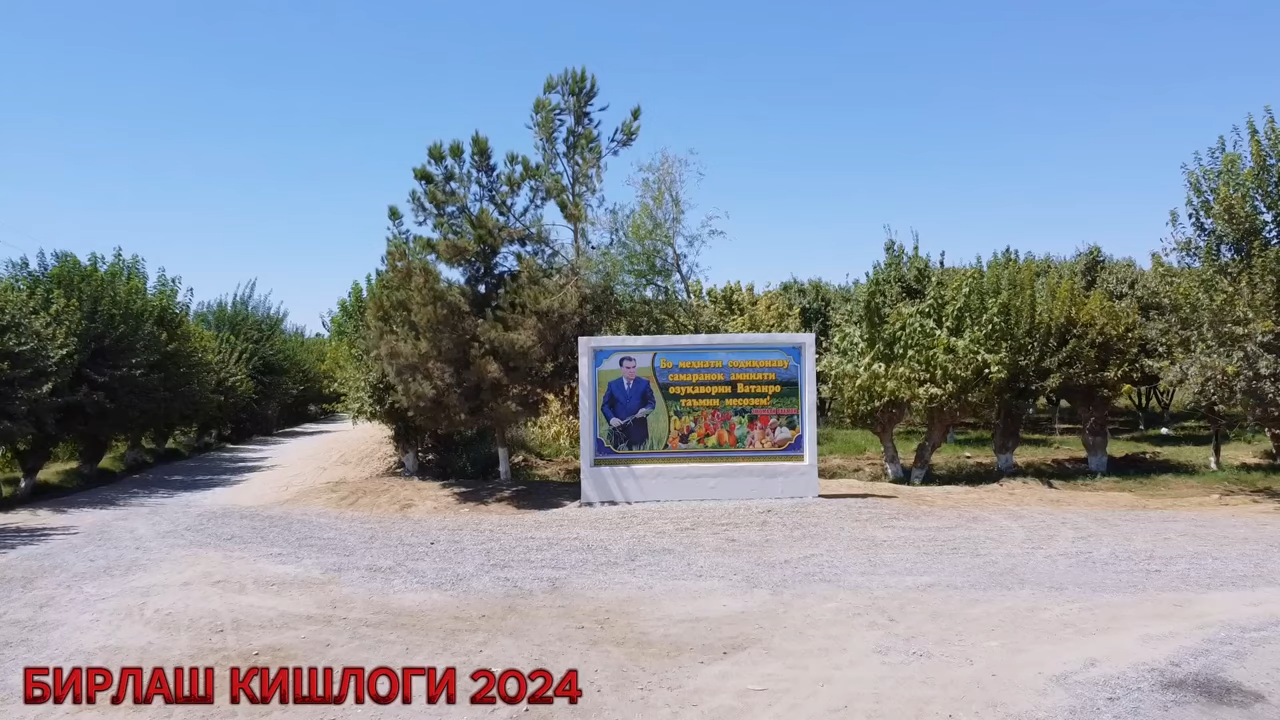 Бо меҳнати содиқонаву
самаранок амнияти
озуқавории Ватанро
таъмин месозем!
БИРЛАШ КИШЛОГИ 2024